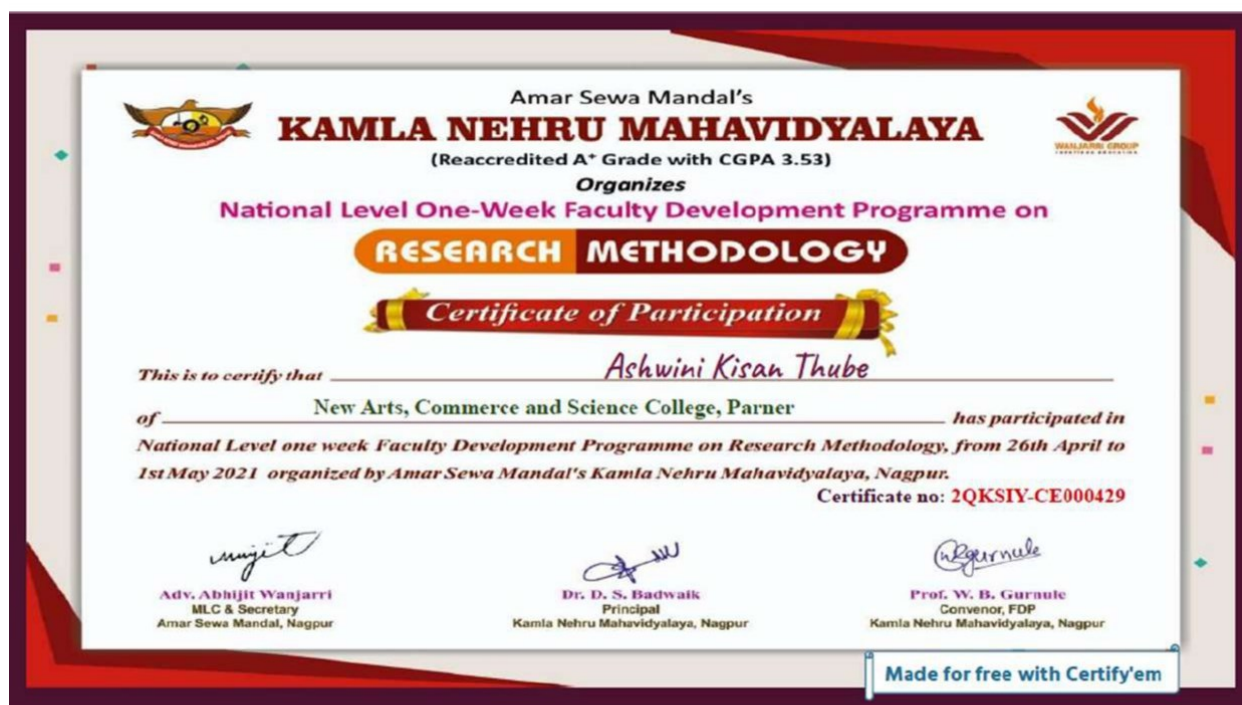 Amar Sewa Mandal's
KAMLA NEHRU MAHAVIDYALAYA
(Reaccredited A+ Grade with CGPA 3.53)
WANJARRI GROUP
Organizes
National Level One-Week Faculty Development Programme on
RESEARCH METHODOLOGY
Certificate of Participation
This is to certify that Ashwini Kisan Thube
of New Arts, Commerce and Science College, Parner has participated in
National Level one week Faculty Development Programme on Research Methodology, from 26th April to
1st May 2021 organized by Amar Sewa Mandal's Kamla Nehru Mahavidyalaya, Nagpur.
Certificate no: 2QKSIY-CE000429
Adv. Abhijit Wanjarri
MLC & Secretary
Amar Sewa Mandal, Nagpur
Dr. D. S. Badwaik
Principal
Kamla Nehru Mahavidyalaya, Nagpur
WBGurnule
Prof. W. B. Gurnule
Convenor, FDP
Kamla Nehru Mahavidyalaya, Nagpur
Made for free with Certify'em